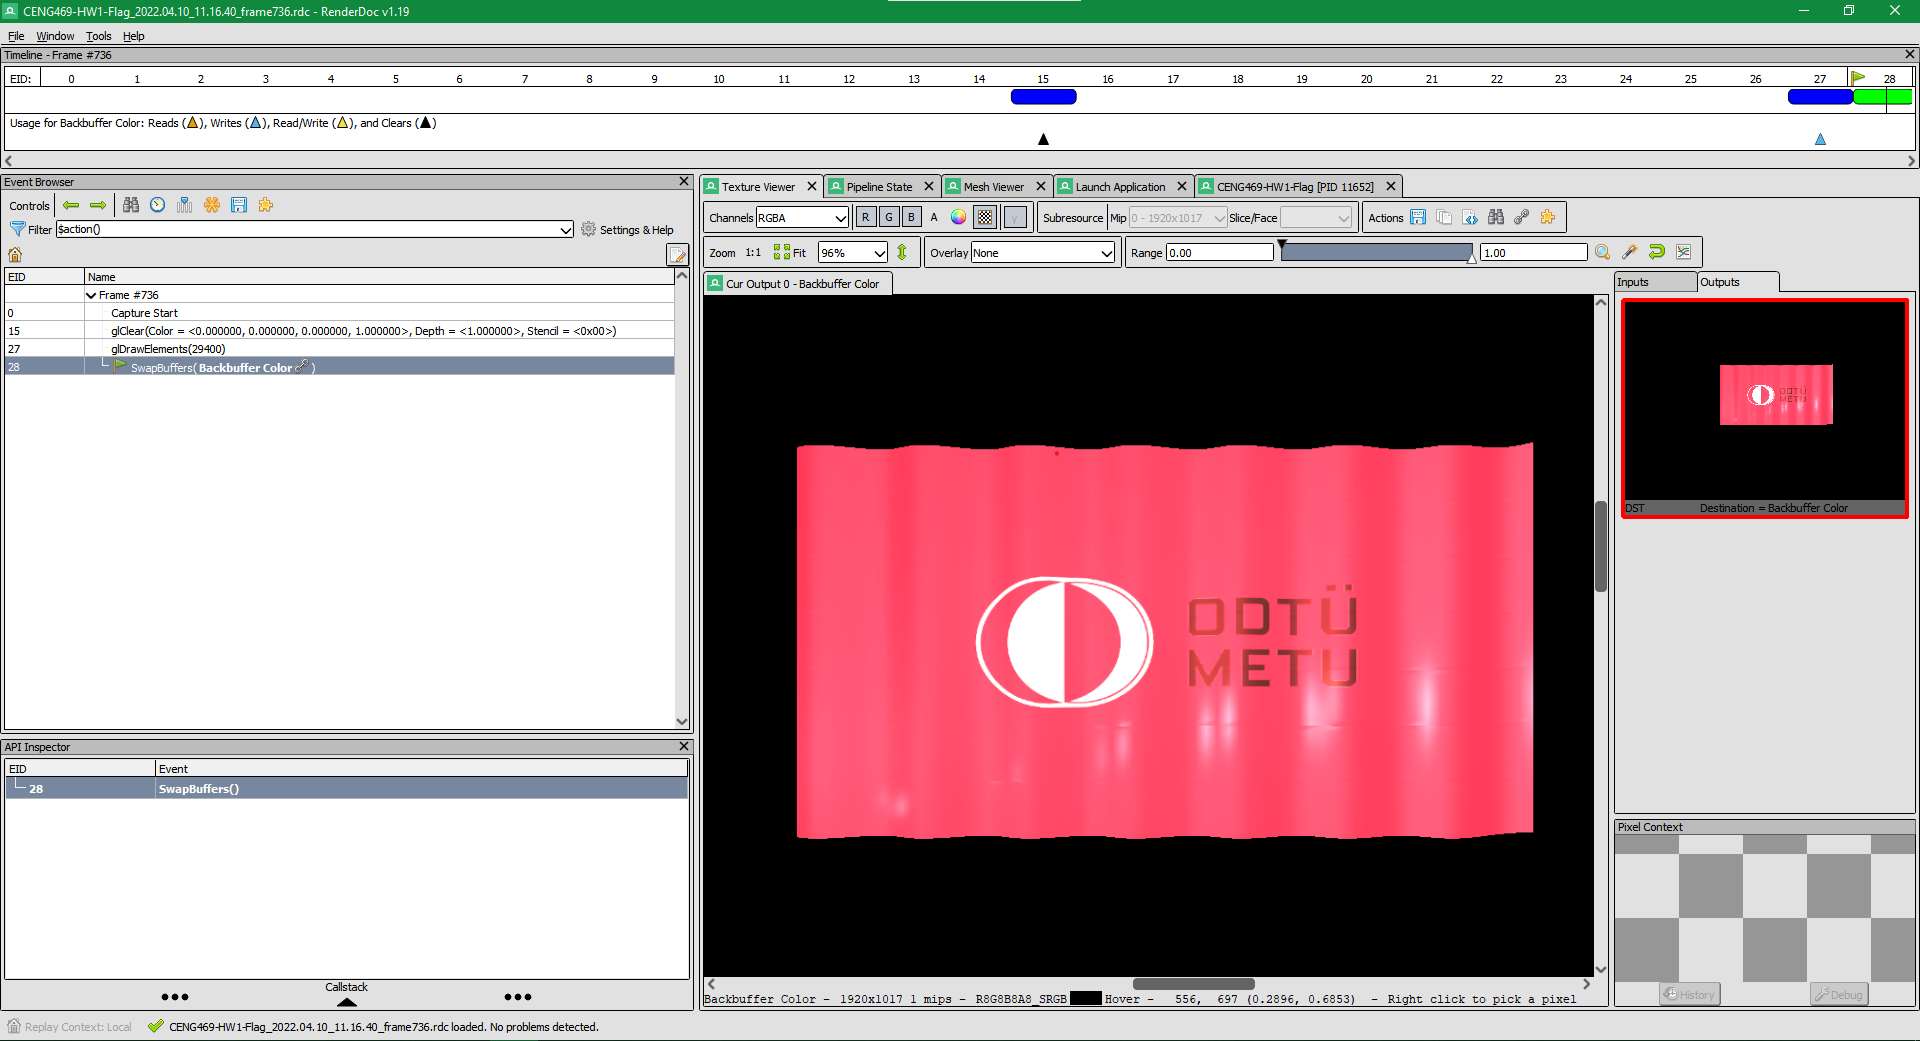 CENG469-HW1-Flag_2022.04.10_11.16.40_frame736.rdc - RenderDoc v1.19
File Window Tools Help
Timeline - Frame #736
EID: 0 1 2 3 4 5 6 7 8 9 10 11 12 13 14 15 16 17 18 19 20 21 22 23 24 25 26 27 28
Usage for Backbuffer Color: Reads (▲), Writes (▲), Read/Write (▲), and Clears (▲)
Event Browser
Controls
Filter $action() Settings & Help
EID Name
Frame #736
0 Capture Start
15 glClear(Color = <0.000000, 0.000000, 0.000000, 1.000000>, Depth = <1.000000>, Stencil = <0x00>)
27 glDrawElements(29400)
28 SwapBuffers( Backbuffer Color )
API Inspector
EID Event
28 SwapBuffers()
Callstack
Texture Viewer Pipeline State Mesh Viewer Launch Application CENG469-HW1-Flag [PID 11652]
Channels RGBA R G B A γ Subresource Mip 0 - 1920x1017 Slice/Face Actions
Zoom 1:1 Fit 96% Overlay None Range 0.00 1.00
Cur Output 0 - Backbuffer Color
ODTÜ
METU
Backbuffer Color - 1920x1017 1 mips - R8G8B8A8_SRGB Hover - 556, 697 (0.2896, 0.6853) - Right click to pick a pixel
Inputs Outputs
ODTÜ
METU
DST Destination = Backbuffer Color
Pixel Context
History Debug
Replay Context: Local CENG469-HW1-Flag_2022.04.10_11.16.40_frame736.rdc loaded. No problems detected.